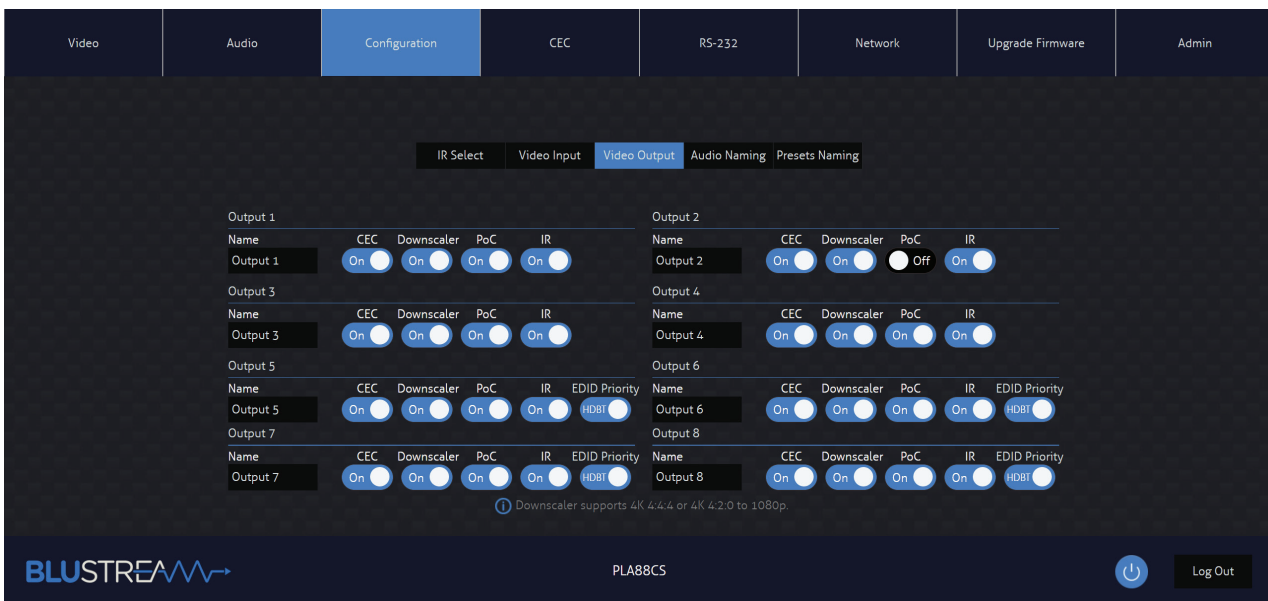 Video Audio Configuration CEC RS-232 Network Upgrade Firmware Admin
IR Select Video Input Video Output Audio Naming Presets Naming
Output 1 Output 2
Name CEC Downscaler PoC IR Name CEC Downscaler PoC IR
Output 1 On On On On Output 2 On On Off On
Output 3 Output 4
Name CEC Downscaler PoC IR Name CEC Downscaler PoC IR
Output 3 On On On On Output 4 On On On On
Output 5 Output 6
Name CEC Downscaler PoC IR EDID Priority Name CEC Downscaler PoC IR EDID Priority
Output 5 On On On On HDBT Output 6 On On On On HDBT
Output 7 Output 8
Name CEC Downscaler PoC IR EDID Priority Name CEC Downscaler PoC IR EDID Priority
Output 7 On On On On HDBT Output 8 On On On On HDBT
Downscaler supports 4K 4:4:4 or 4K 4:2:0 to 1080p.
BLUSTREAM PLA88CS Log Out